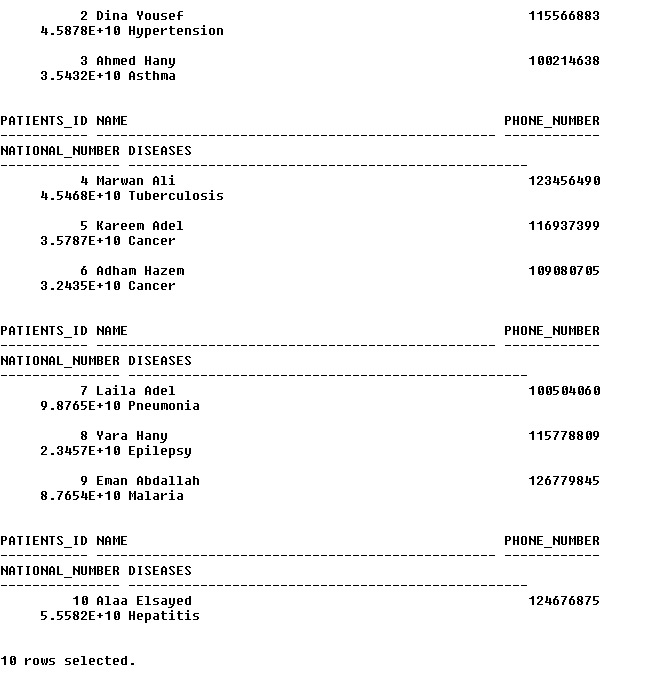 2 Dina Yousef 115566883
4.5878E+10 Hypertension
3 Ahmed Hany 100214638
3.5432E+10 Asthma
PATIENTS_ID NAME PHONE_NUMBER
----------- -------------------------------------------------- ------------
NATIONAL_NUMBER DISEASES
--------------- --------------------------------------------------
4 Marwan Ali 123456490
4.5468E+10 Tuberculosis
5 Kareem Adel 116937399
3.5787E+10 Cancer
6 Adham Hazem 109080705
3.2435E+10 Cancer
PATIENTS_ID NAME PHONE_NUMBER
----------- -------------------------------------------------- ------------
NATIONAL_NUMBER DISEASES
--------------- --------------------------------------------------
7 Laila Adel 100504060
9.8765E+10 Pneumonia
8 Yara Hany 115778809
2.3457E+10 Epilepsy
9 Eman Abdallah 126779845
8.7654E+10 Malaria
PATIENTS_ID NAME PHONE_NUMBER
----------- -------------------------------------------------- ------------
NATIONAL_NUMBER DISEASES
--------------- --------------------------------------------------
10 Alaa Elsayed 124676875
5.5582E+10 Hepatitis
10 rows selected.